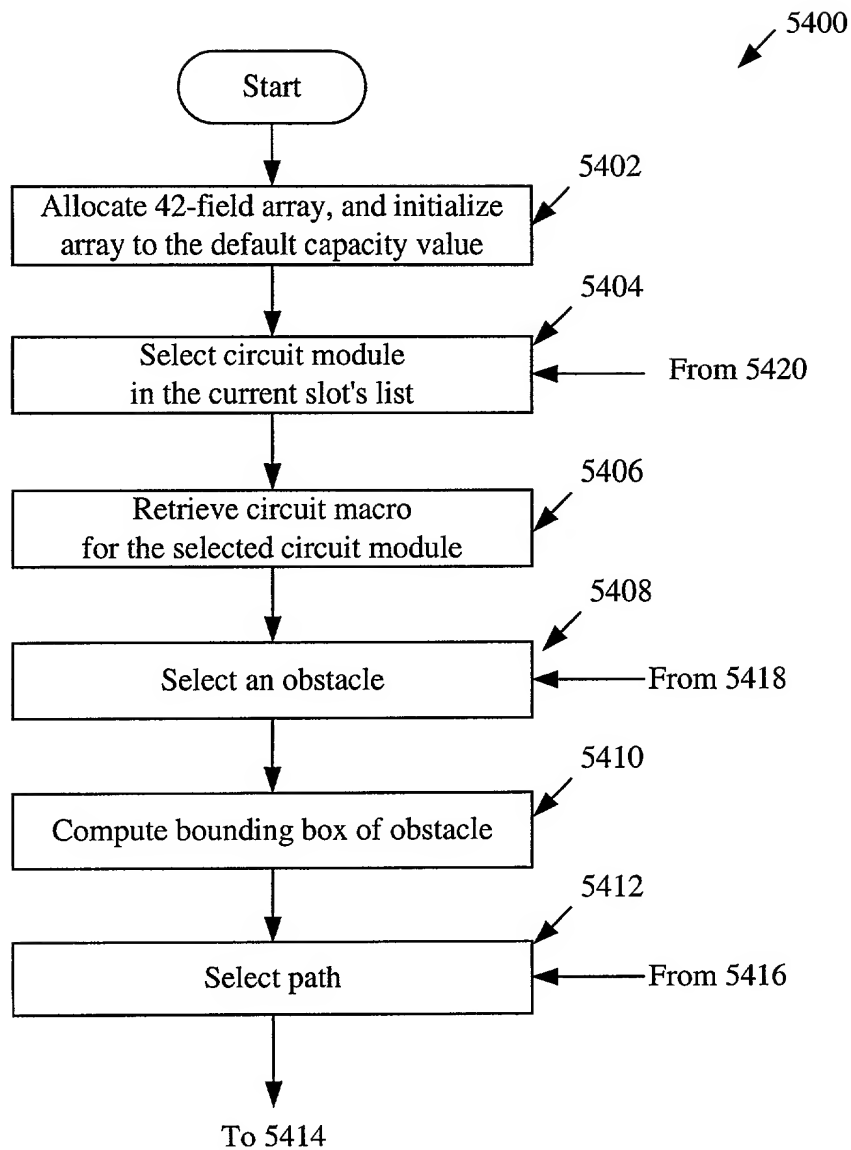 5400
Start
5402
Allocate 42-field array, and initialize
array to the default capacity value
5404
Select circuit module
in the current slot's list
From 5420
5406
Retrieve circuit macro
for the selected circuit module
5408
Select an obstacle
From 5418
5410
Compute bounding box of obstacle
5412
Select path
From 5416
To 5414